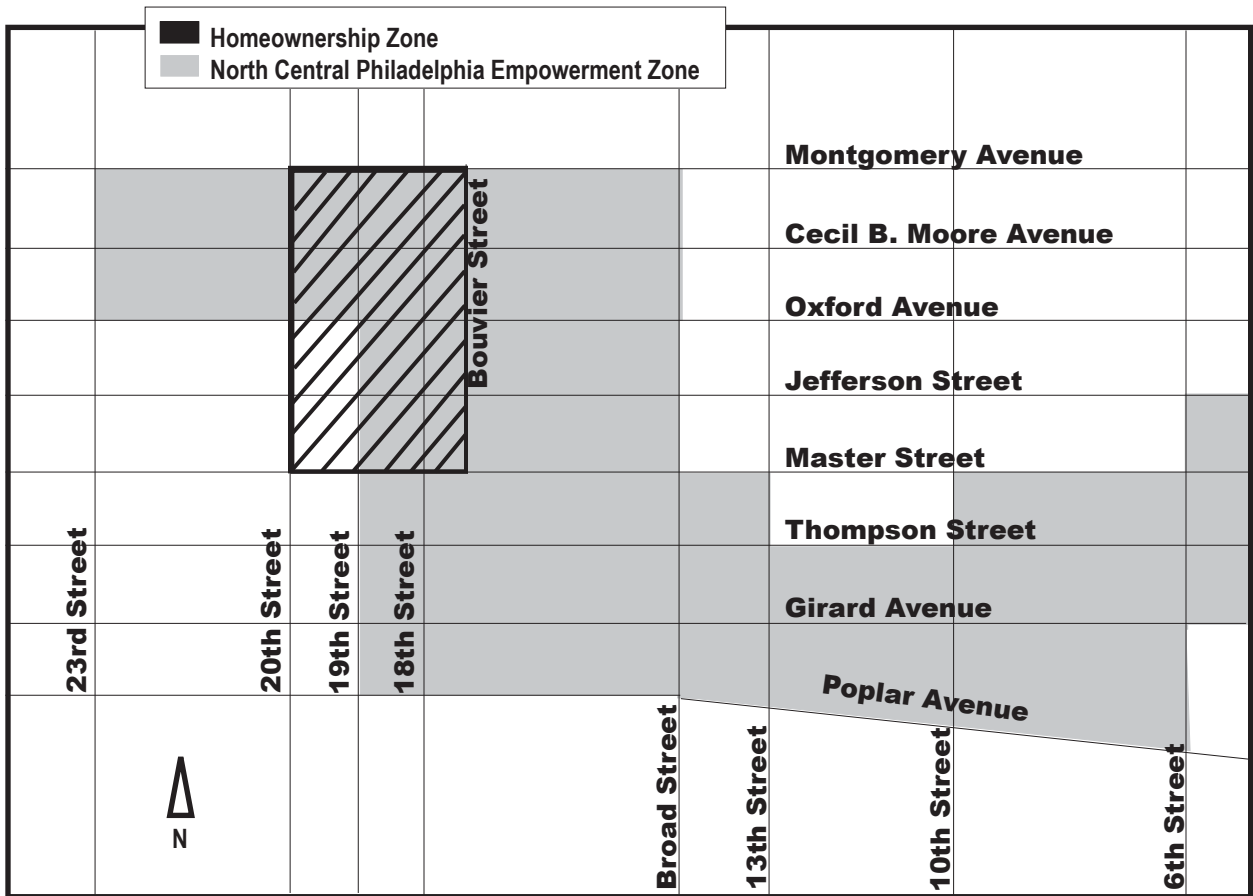 Homeownership Zone
North Central Philadelphia Empowerment Zone
Montgomery Avenue
Bouvier Street
Cecil B. Moore Avenue
Oxford Avenue
Jefferson Street
Master Street
Thompson Street
Girard Avenue
23rd Street
20th Street
19th Street
18th Street
Poplar Avenue
Broad Street
13th Street
10th Street
6th Street
N